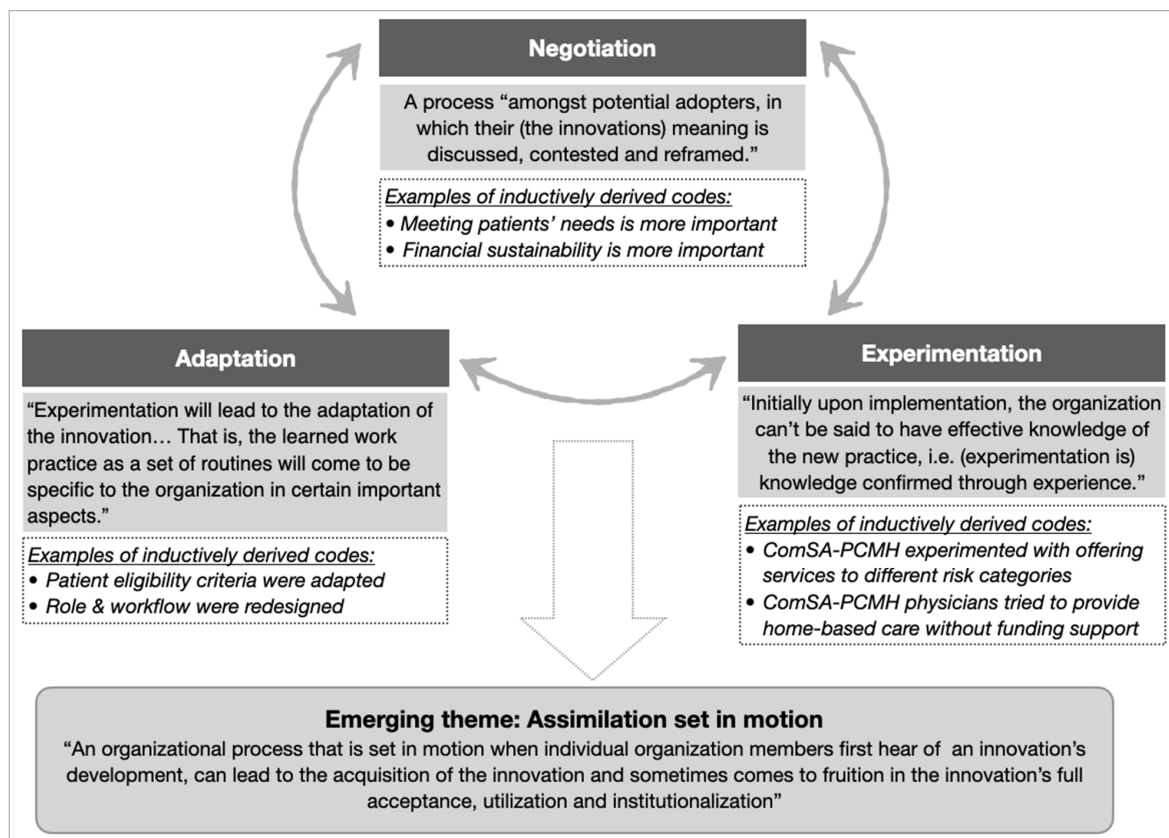 Negotiation
A process “amongst potential adopters, in
which their (the innovations) meaning is
discussed, contested and reframed.”
Examples of inductively derived codes:
• Meeting patients’ needs is more important
• Financial sustainability is more important
Adaptation
“Experimentation will lead to the adaptation of
the innovation… That is, the learned work
practice as a set of routines will come to be
specific to the organization in certain important
aspects.”
Examples of inductively derived codes:
• Patient eligibility criteria were adapted
• Role & workflow were redesigned
Experimentation
“Initially upon implementation, the organization
can’t be said to have effective knowledge of
the new practice, i.e. (experimentation is)
knowledge confirmed through experience.”
Examples of inductively derived codes:
• ComSA-PCMH experimented with offering
services to different risk categories
• ComSA-PCMH physicians tried to provide
home-based care without funding support
Emerging theme: Assimilation set in motion
“An organizational process that is set in motion when individual organization members first hear of an innovation’s
development, can lead to the acquisition of the innovation and sometimes comes to fruition in the innovation’s full
acceptance, utilization and institutionalization”